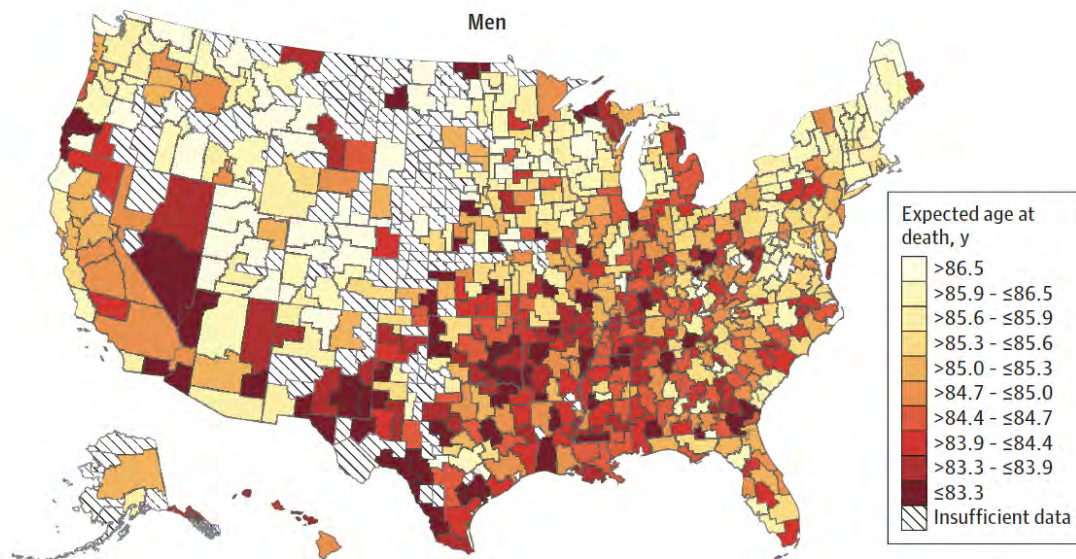 Men
Expected age at
death, y
>86.5
>85.9 - ≤86.5
>85.6 - ≤85.9
>85.3 - ≤85.6
>85.0 - ≤85.3
>84.7 - ≤85.0
>84.4 - ≤84.7
>83.9 - ≤84.4
>83.3 - ≤83.9
≤83.3
Insufficient data